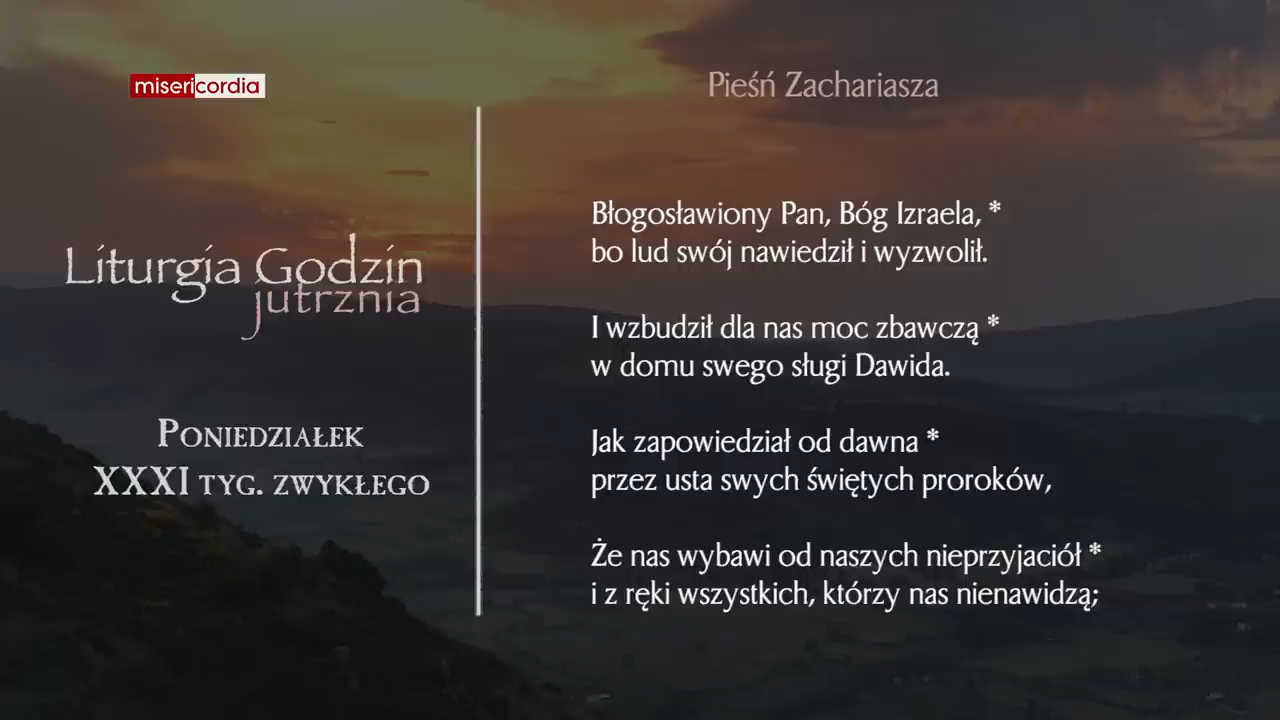 misericordia
Liturgia Godzin
jutrznia
Poniedziałek
XXXI tyg. zwykłego
Pieśń Zachariasza
Błogosławiony Pan, Bóg Izraela, *
bo lud swój nawiedził i wyzwolił.
I wzbudził dla nas moc zbawczą *
w domu swego sługi Dawida.
Jak zapowiedział od dawna *
przez usta swych świętych proroków,
Że nas wybawi od naszych nieprzyjaciół *
i z ręki wszystkich, którzy nas nienawidzą;